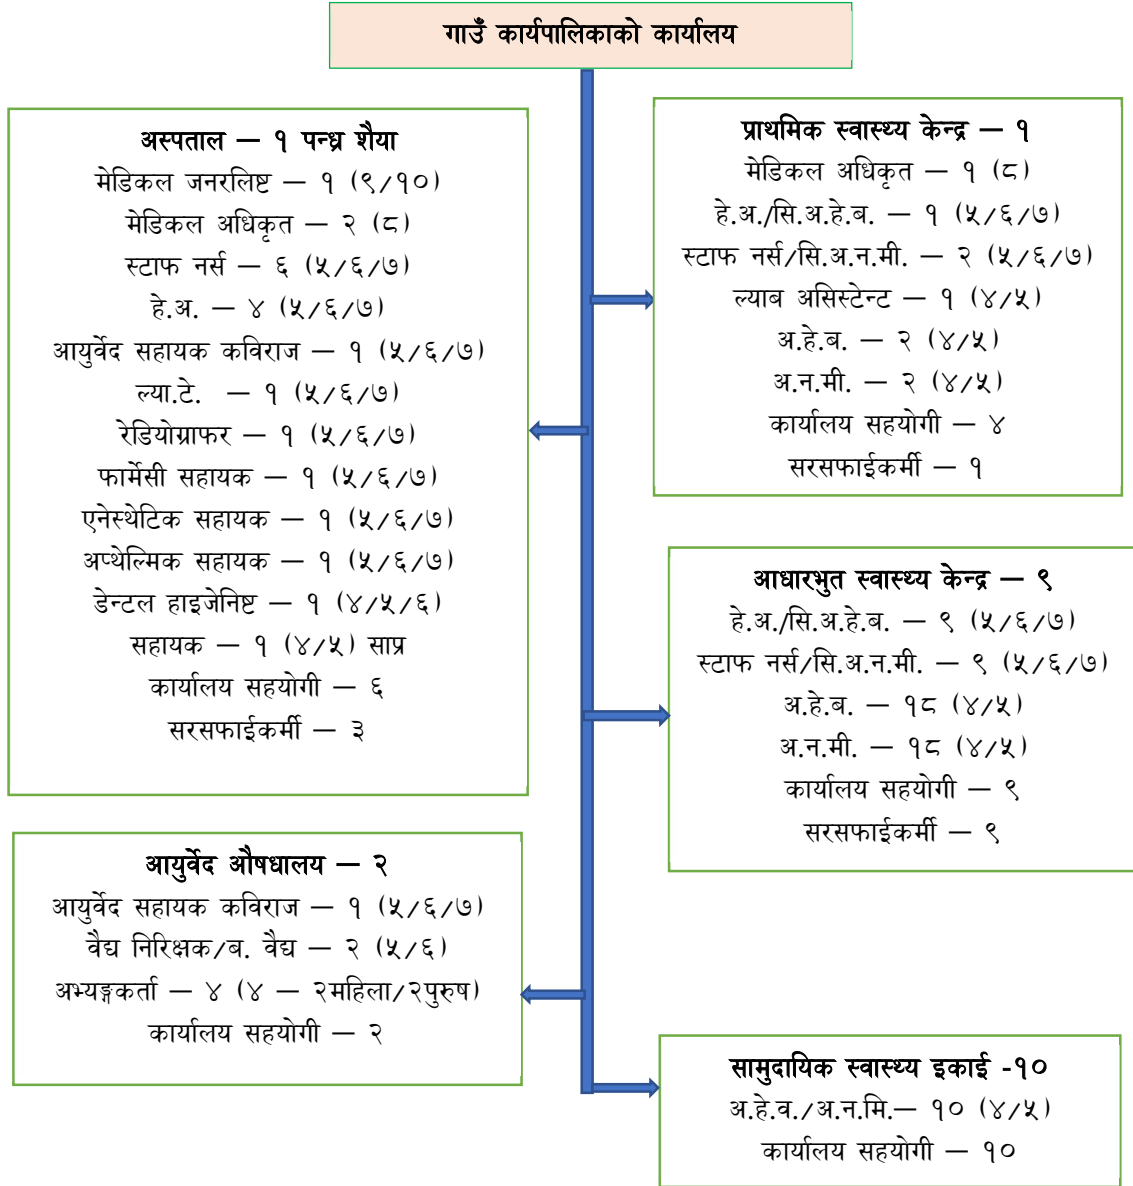 गाउँ कार्यपालिकाको कार्यालय
अस्पताल — १ पन्ध्र शैया
मेडिकल जनरलिष्ट — १ (९/१०)
मेडिकल अधिकृत — २ (८)
स्टाफ नर्स — ६ (५/६/७)
हे.अ. — ४ (५/६/७)
आयुर्वेद सहायक कविराज — १ (५/६/७)
ल्या.टे. — १ (५/६/७)
रेडियोग्राफर — १ (५/६/७)
फार्मेसी सहायक — १ (५/६/७)
एनेस्थेटिक सहायक — १ (५/६/७)
अप्थेल्मिक सहायक — १ (५/६/७)
डेन्टल हाइजेनिष्ट — १ (४/५/६)
सहायक — १ (४/५) साप्र
कार्यालय सहयोगी — ६
सरसफाईकर्मी — ३
प्राथमिक स्वास्थ्य केन्द्र — १
मेडिकल अधिकृत — १ (८)
हे.अ./सि.अ.हे.ब. — १ (५/६/७)
स्टाफ नर्स/सि.अ.न.मी. — २ (५/६/७)
ल्याब असिस्टेन्ट — १ (४/५)
अ.हे.ब. — २ (४/५)
अ.न.मी. — २ (४/५)
कार्यालय सहयोगी — ४
सरसफाईकर्मी — १
आधारभुत स्वास्थ्य केन्द्र — ९
हे.अ./सि.अ.हे.ब. — ९ (५/६/७)
स्टाफ नर्स/सि.अ.न.मी. — ९ (५/६/७)
अ.हे.ब. — १८ (४/५)
अ.न.मी. — १८ (४/५)
कार्यालय सहयोगी — ९
सरसफाईकर्मी — ९
आयुर्वेद औषधालय — २
आयुर्वेद सहायक कविराज — १ (५/६/७)
वैद्य निरिक्षक/ब. वैद्य — २ (५/६)
अभ्यङ्गकर्ता — ४ (४ — २महिला/२पुरुष)
कार्यालय सहयोगी — २
सामुदायिक स्वास्थ्य इकाई -१०
अ.हे.व./अ.न.मि.— १० (४/५)
कार्यालय सहयोगी — १०